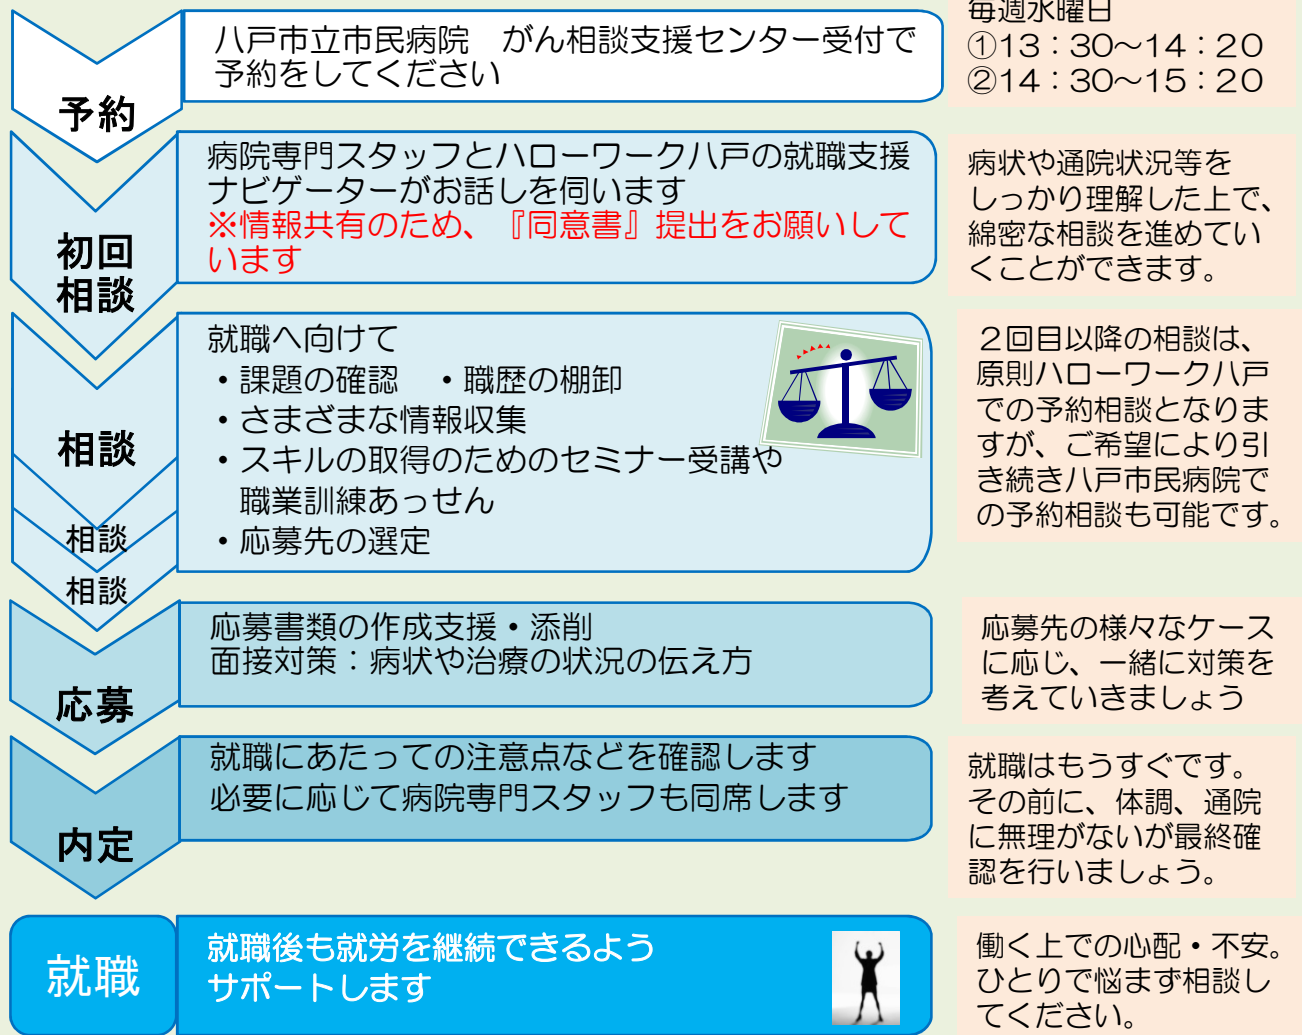 予約
八戸市立市民病院　がん相談支援センター受付で
予約をしてください
毎週水曜日
①13：30～14：20
②14：30～15：20
初回
相談
病院専門スタッフとハローワーク八戸の就職支援
ナビゲーターがお話しを伺います
※情報共有のため、『同意書』提出をお願いして
います
病状や通院状況等を
しっかり理解した上で、
綿密な相談を進めてい
くことができます。
相談
相談
相談
就職へ向けて
・課題の確認　・職歴の棚卸
・さまざまな情報収集
・スキルの取得のためのセミナー受講や
職業訓練あっせん
・応募先の選定
２回目以降の相談は、
原則ハローワーク八戸
での予約相談となりま
すが、ご希望により引
き続き八戸市民病院で
の予約相談も可能です。
応募
応募書類の作成支援・添削
面接対策：病状や治療の状況の伝え方
応募先の様々なケース
に応じ、一緒に対策を
考えていきましょう
内定
就職にあたっての注意点などを確認します
必要に応じて病院専門スタッフも同席します
就職はもうすぐです。
その前に、体調、通院
に無理がないが最終確
認を行いましょう。
就職
就職後も就労を継続できるよう
サポートします
働く上での心配・不安。
ひとりで悩まず相談し
てください。